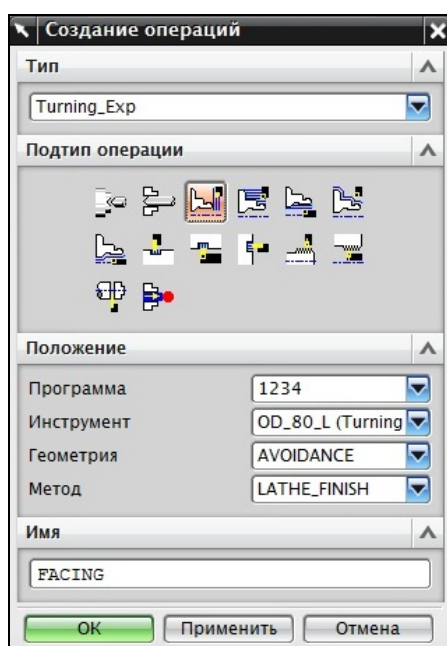 Создание операций
Тип
Turning_Exp
Подтип операции
Положение
Программа 1234
Инструмент OD_80_L (Turning
Геометрия AVOIDANCE
Метод LATHE_FINISH
Имя
FACING
ОК Применить Отмена